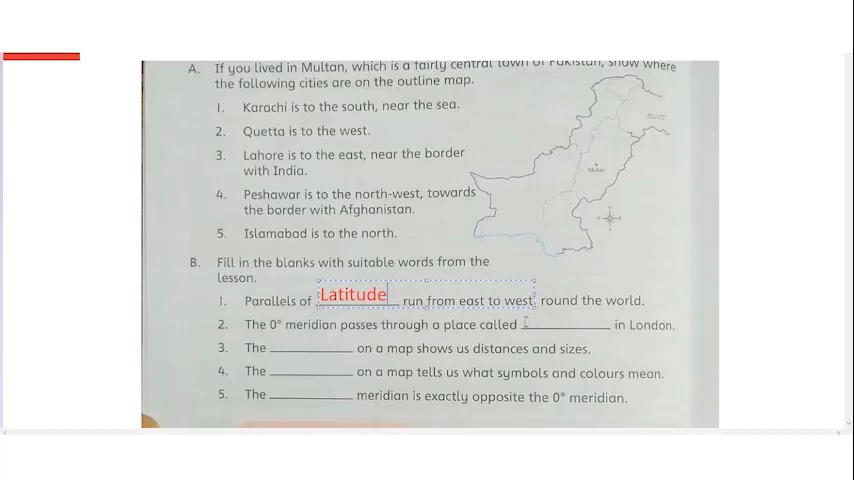 A. If you lived in Multan, which is a fairly central town of Pakistan, show where
the following cities are on the outline map.
1. Karachi is to the south, near the sea.
2. Quetta is to the west.
3. Lahore is to the east, near the border
with India.
4. Peshawar is to the north-west, towards
the border with Afghanistan.
5. Islamabad is to the north.
Multan
B. Fill in the blanks with suitable words from the
lesson.
1. Parallels of Latitude run from east to west, round the world.
2. The 0° meridian passes through a place called ____________ in London.
3. The ____________ on a map shows us distances and sizes.
4. The ____________ on a map tells us what symbols and colours mean.
5. The ____________ meridian is exactly opposite the 0° meridian.